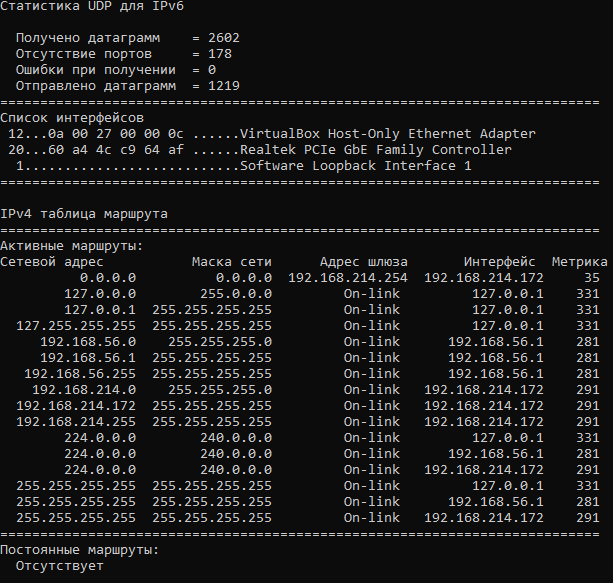 Статистика UDP для IPv6
Получено датаграмм = 2602
Отсутствие портов = 178
Ошибки при получении = 0
Отправлено датаграмм = 1219
===========================================================================
Список интерфейсов
12...0a 00 27 00 00 0c ......VirtualBox Host-Only Ethernet Adapter
20...60 a4 4c c9 64 af ......Realtek PCIe GbE Family Controller
1...........................Software Loopback Interface 1
===========================================================================
IPv4 таблица маршрута
===========================================================================
Активные маршруты:
Сетевой адрес Маска сети Адрес шлюза Интерфейс Метрика
0.0.0.0 0.0.0.0 192.168.214.254 192.168.214.172 35
127.0.0.0 255.0.0.0 On-link 127.0.0.1 331
127.0.0.1 255.255.255.255 On-link 127.0.0.1 331
127.255.255.255 255.255.255.255 On-link 127.0.0.1 331
192.168.56.0 255.255.255.0 On-link 192.168.56.1 281
192.168.56.1 255.255.255.255 On-link 192.168.56.1 281
192.168.56.255 255.255.255.255 On-link 192.168.56.1 281
192.168.214.0 255.255.255.0 On-link 192.168.214.172 291
192.168.214.172 255.255.255.255 On-link 192.168.214.172 291
192.168.214.255 255.255.255.255 On-link 192.168.214.172 291
224.0.0.0 240.0.0.0 On-link 127.0.0.1 331
224.0.0.0 240.0.0.0 On-link 192.168.56.1 281
224.0.0.0 240.0.0.0 On-link 192.168.214.172 291
255.255.255.255 255.255.255.255 On-link 127.0.0.1 331
255.255.255.255 255.255.255.255 On-link 192.168.56.1 281
255.255.255.255 255.255.255.255 On-link 192.168.214.172 291
===========================================================================
Постоянные маршруты:
Отсутствует